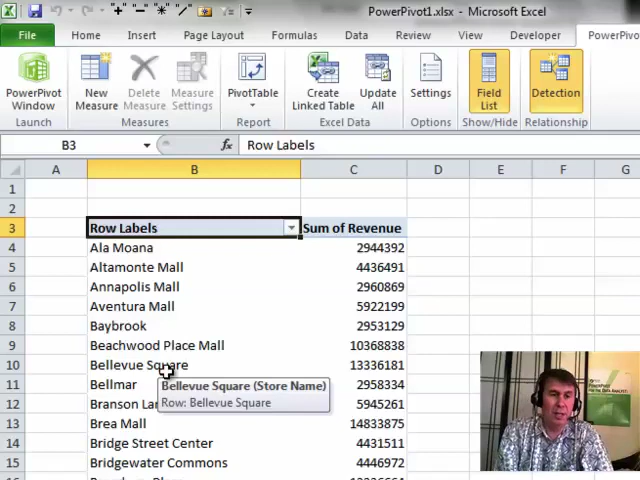 PowerPivot1.xlsx - Microsoft Excel
File Home Insert Page Layout Formulas Data Review View Developer PowerPivo
PowerPivot Window
New Measure
Delete Measure
Measure Settings
PivotTable
Create Linked Table
Update All
Settings
Field List
Detection
Launch Measures Report Excel Data Options Show/Hide Relationship
B3 fx Row Labels
A B C D E F G
1
2
3 Row Labels Sum of Revenue
4 Ala Moana 2944392
5 Altamonte Mall 4436491
6 Annapolis Mall 2960869
7 Aventura Mall 5922199
8 Baybrook 2953129
9 Beachwood Place Mall 10368838
10 Bellevue Square 13336181
11 Bellmar 2958334
Bellevue Square (Store Name)
Row: Bellevue Square
12 Branson Lan 5945261
13 Brea Mall 14833875
14 Bridge Street Center 4431511
15 Bridgewater Commons 4446972